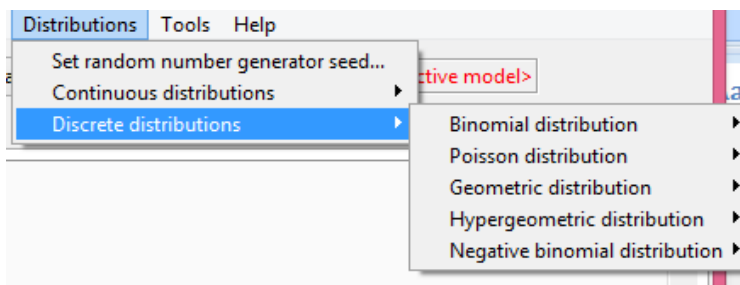 Distributions Tools Help
Set random number generator seed...
Continuous distributions
ctive model>
Discrete distributions
Binomial distribution
Poisson distribution
Geometric distribution
Hypergeometric distribution
Negative binomial distribution